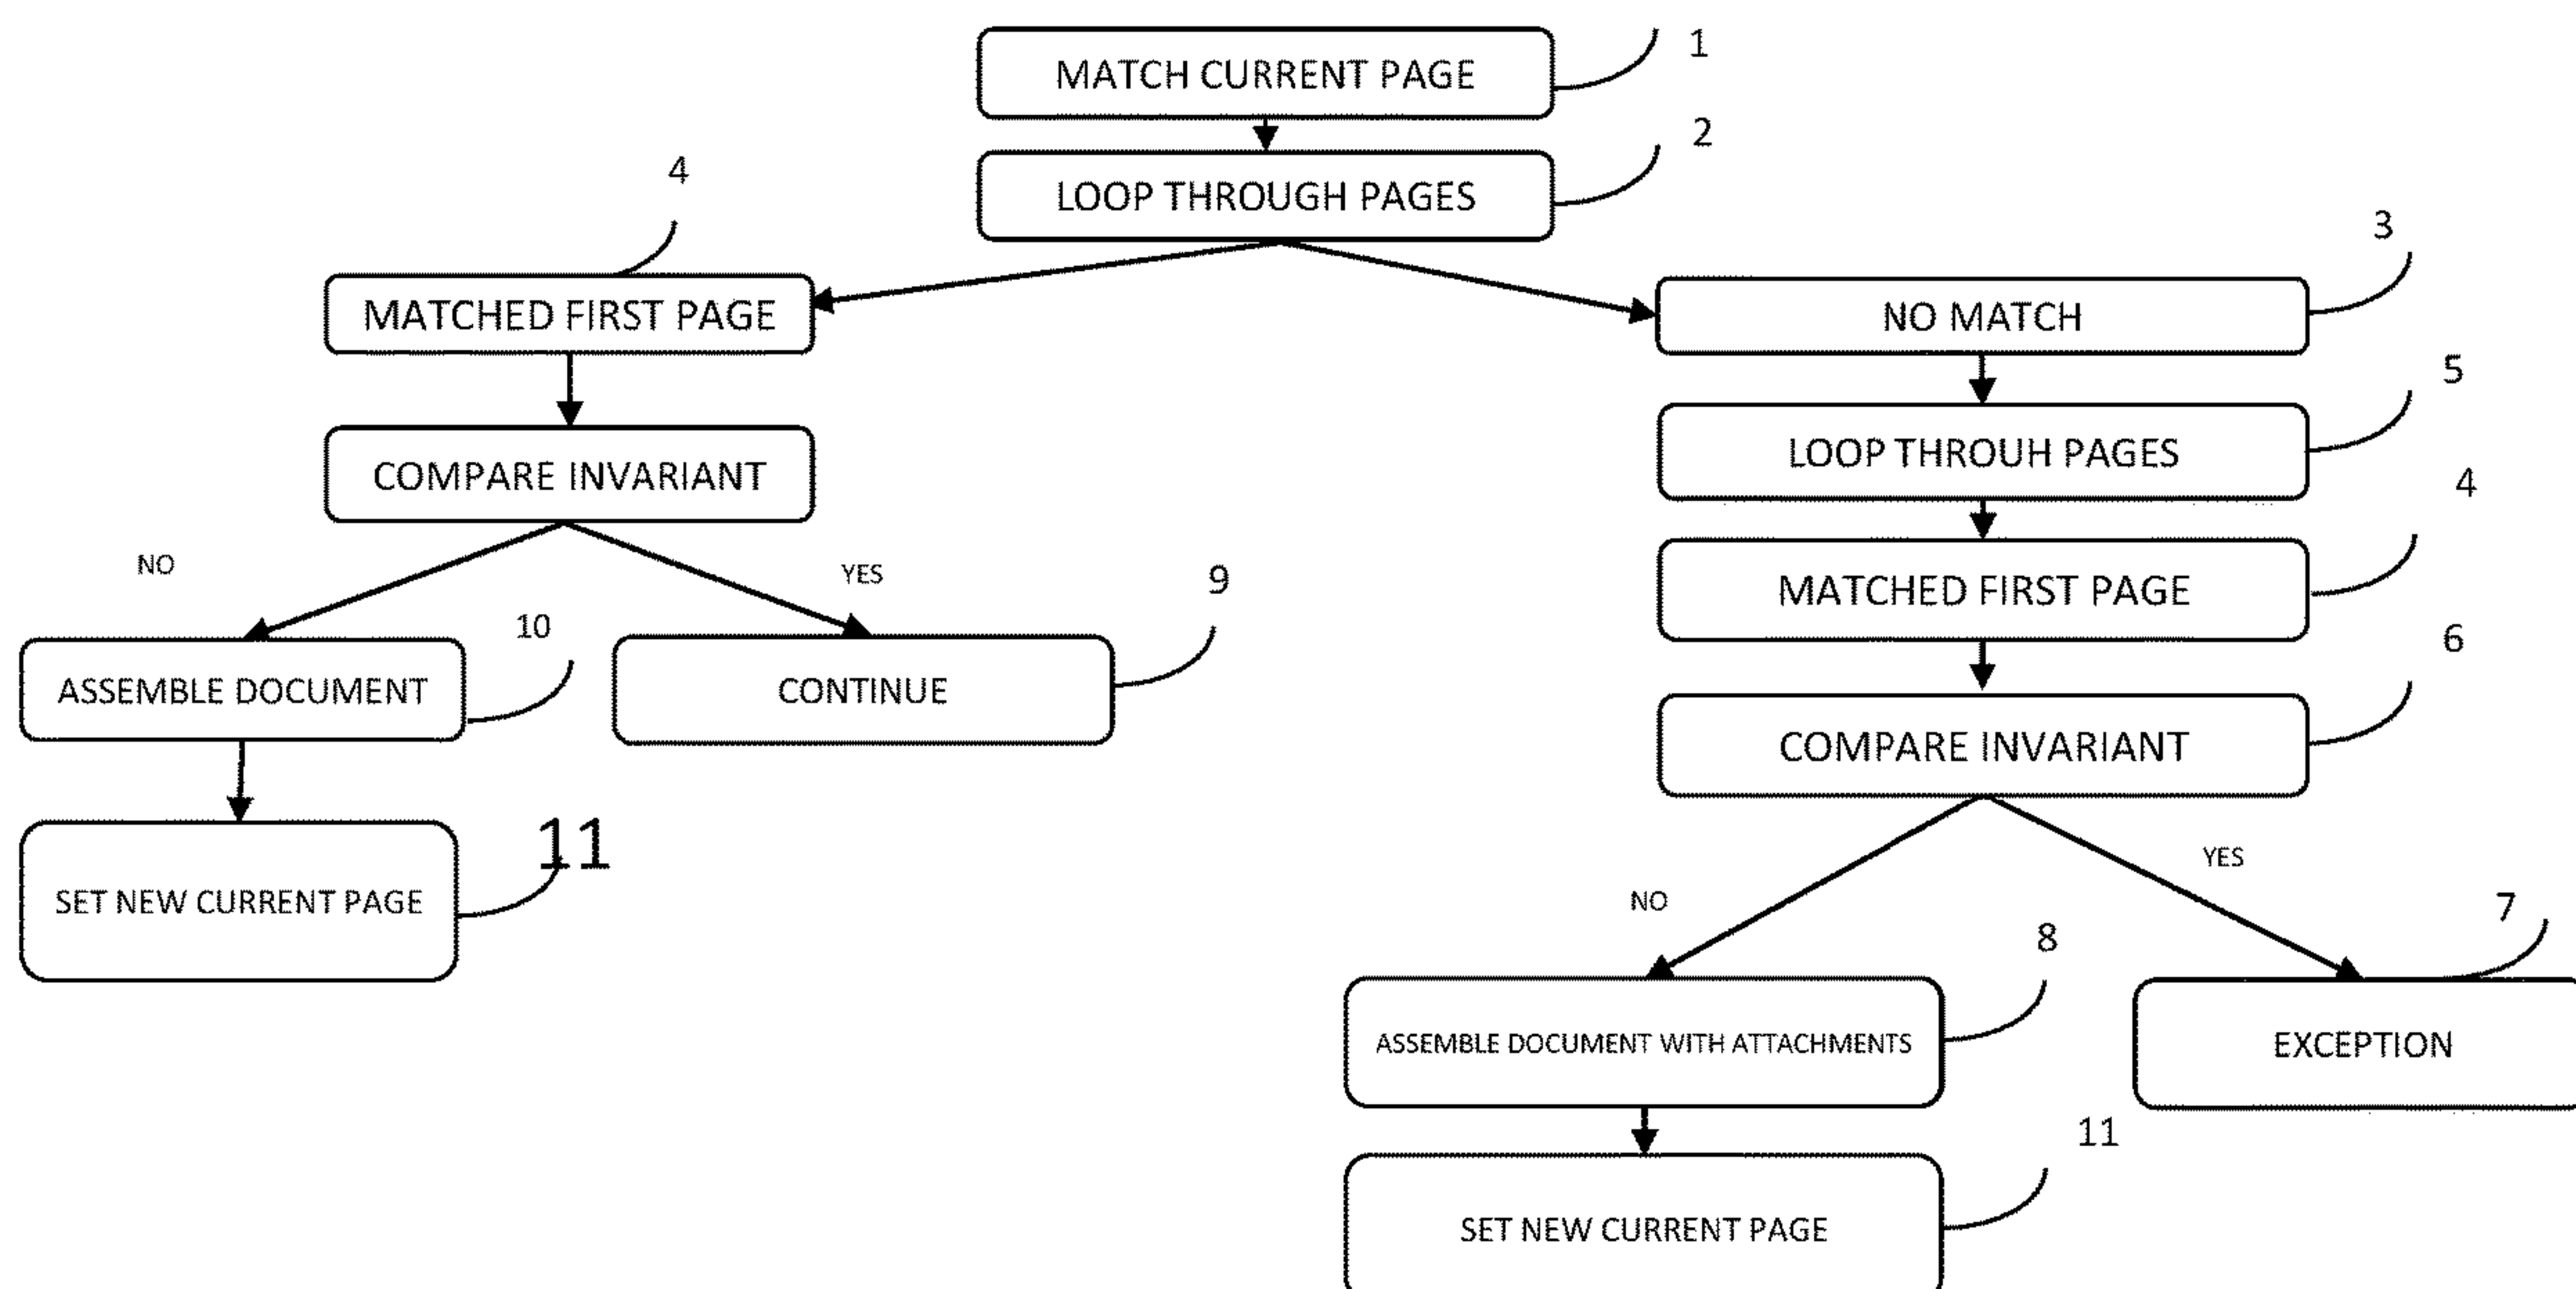 MATCH CURRENT PAGE
1
LOOP THROUGH PAGES
2
4
MATCHED FIRST PAGE
NO MATCH
3
COMPARE INVARIANT
LOOP THROUH PAGES
5
MATCHED FIRST PAGE
4
NO
YES
ASSEMBLE DOCUMENT
10
CONTINUE
9
COMPARE INVARIANT
6
SET NEW CURRENT PAGE
11
NO
YES
ASSEMBLE DOCUMENT WITH ATTACHMENTS
8
EXCEPTION
7
SET NEW CURRENT PAGE
11